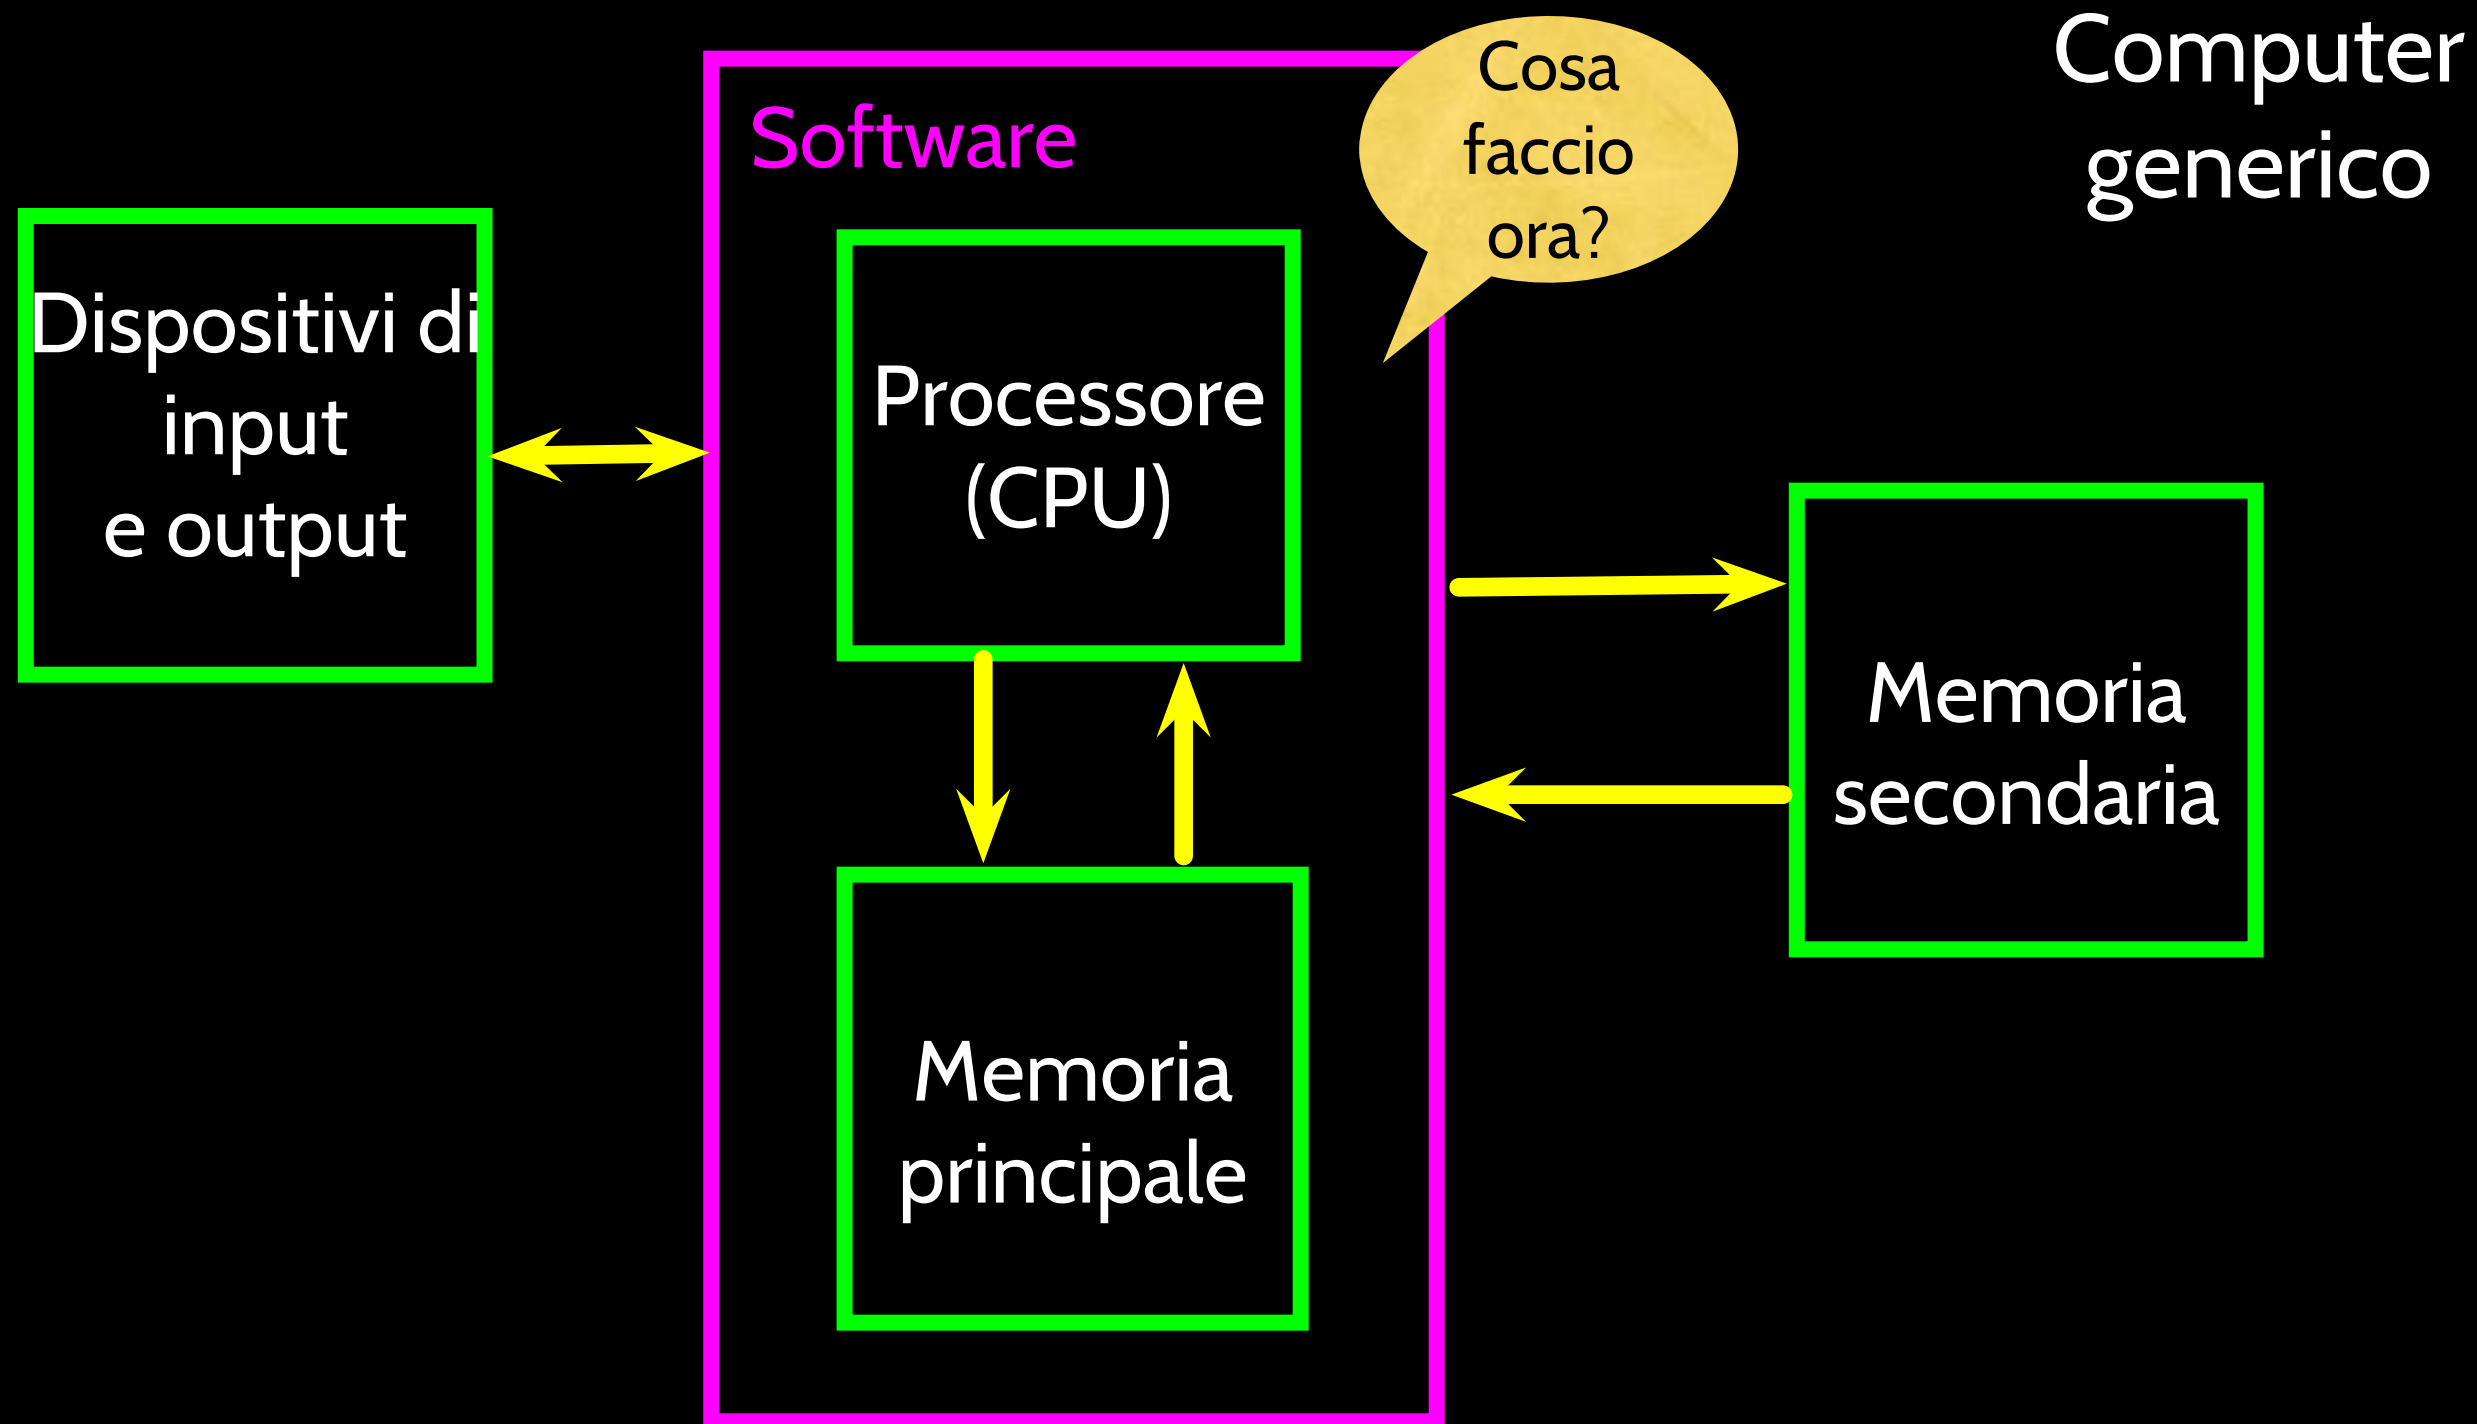 Computer
generico
Software
Cosa
faccio
ora?
Dispositivi di
input
e output
Processore
(CPU)
Memoria
secondaria
Memoria
principale